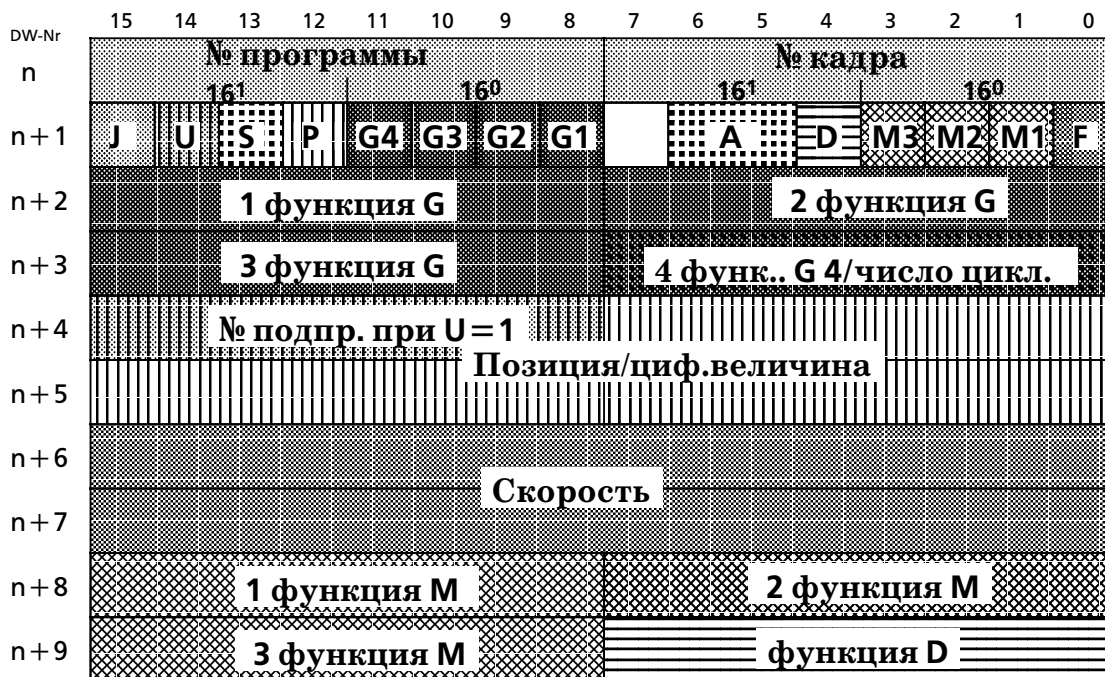 15 14 13 12 11 10 9 8 7 6 5 4 3 2 1 0
DW-Nr
№ программы № кадра
n
16¹ 16⁰ 16¹ 16⁰
n+1 J U S P G4 G3 G2 G1 A D M3 M2 M1 F
n+2 1 функция G 2 функция G
n+3 3 функция G 4 функ.. G 4/число цикл.
n+4 № подпр. при U=1
Позиция/циф.величина
n+5
n+6
Скорость
n+7
n+8 1 функция M 2 функция M
n+9 3 функция M функция D